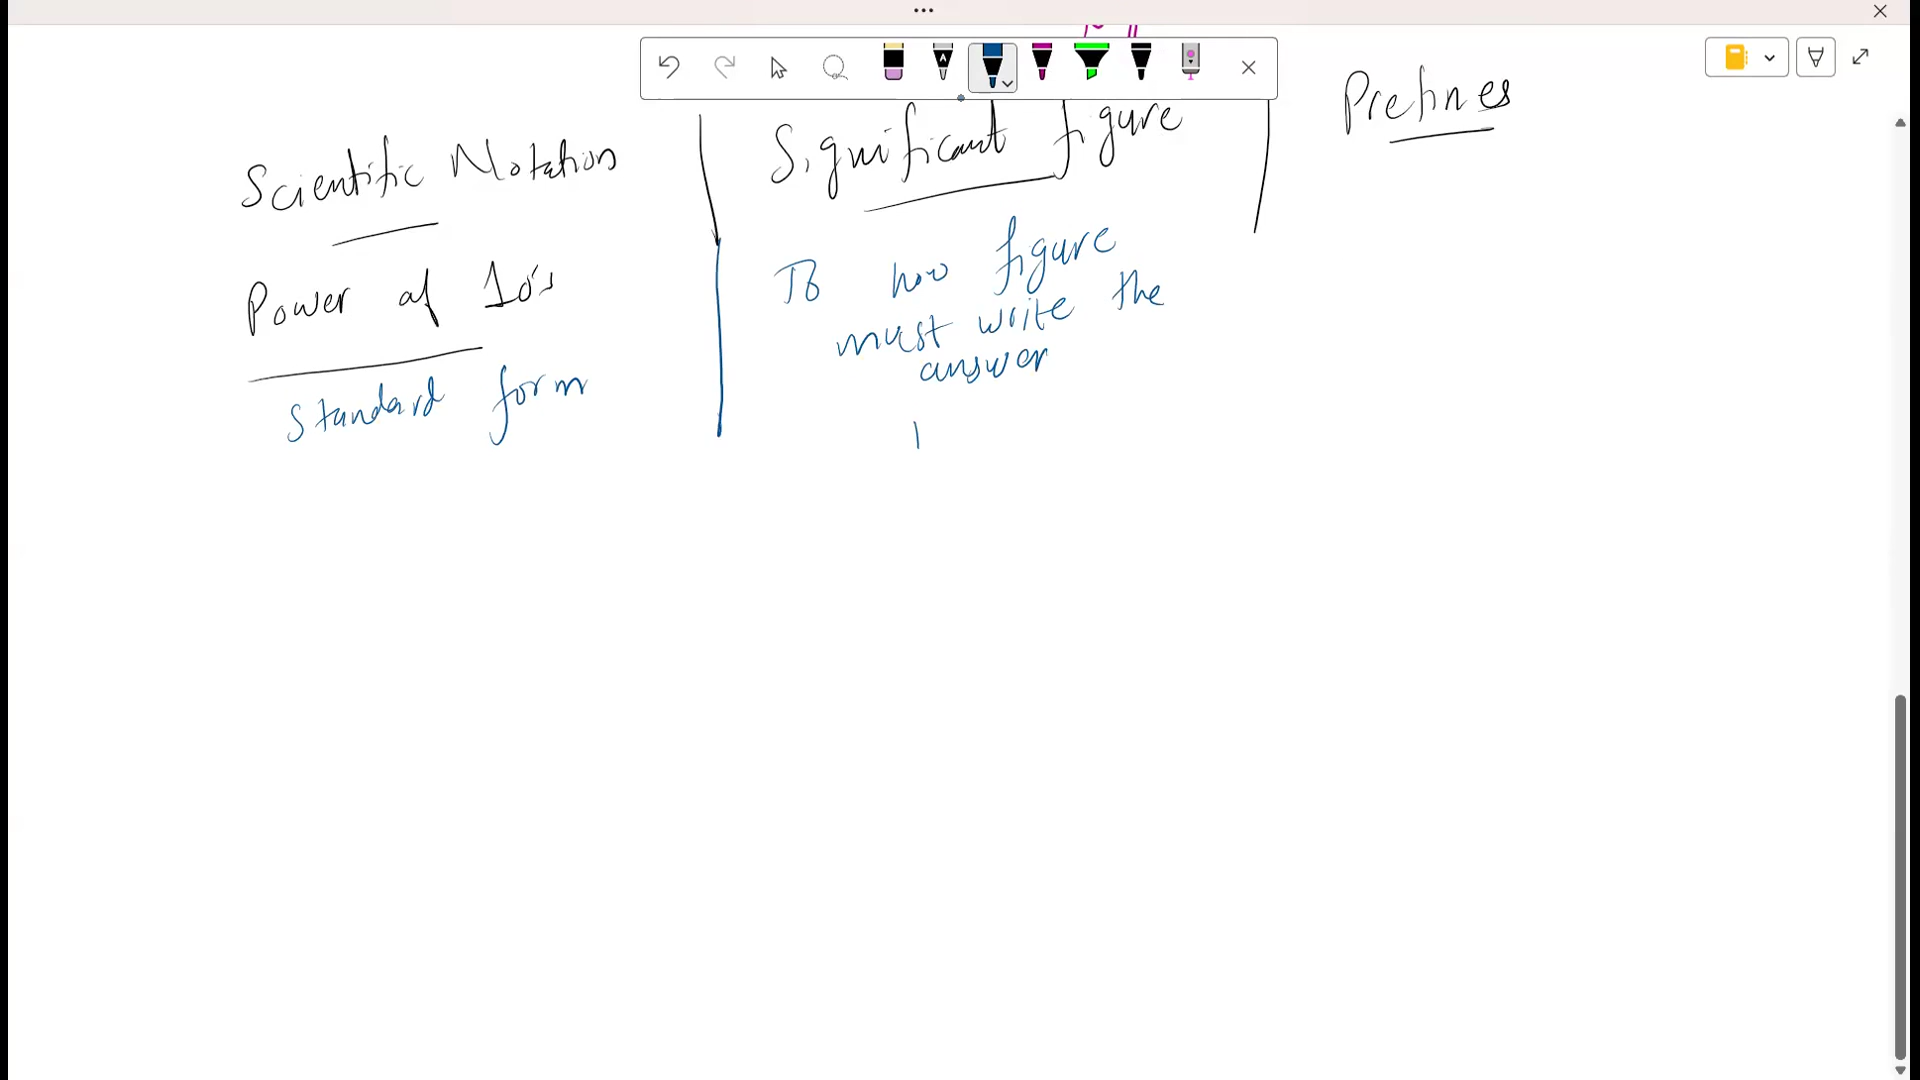 Scientific Notation
Power of 10's
Standard form
Significant figure
To how figure
must write the
answer
Prefixes